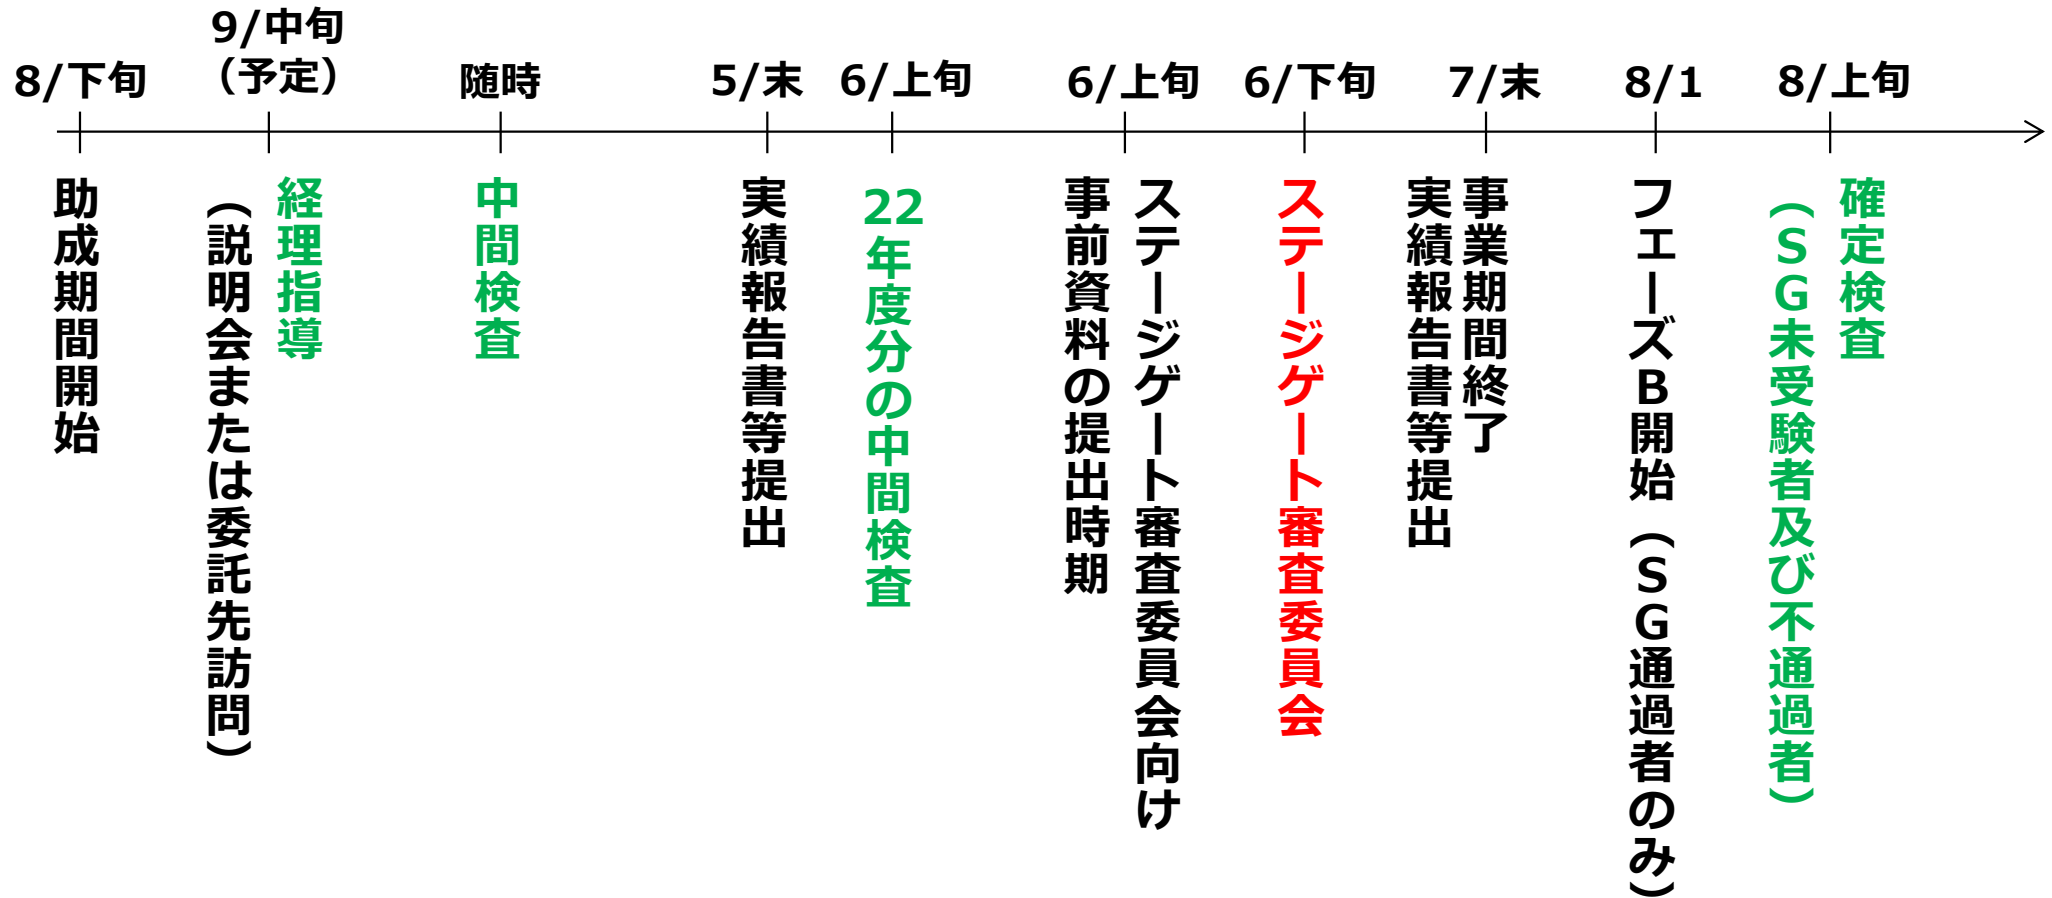 8/下旬
9/中旬
（予定）
随時
5/末
6/上旬
6/上旬
6/下旬
7/末
8/1
8/上旬
助成期間開始
経理指導
（説明会または委託先訪問）
中間検査
実績報告書等提出
22年度分の中間検査
ステージゲート審査委員会向け
事前資料の提出時期
ステージゲート審査委員会
事業期間終了
実績報告書等提出
フェーズB開始（SG通過者のみ）
確定検査
（SG未受験者及び不通過者）